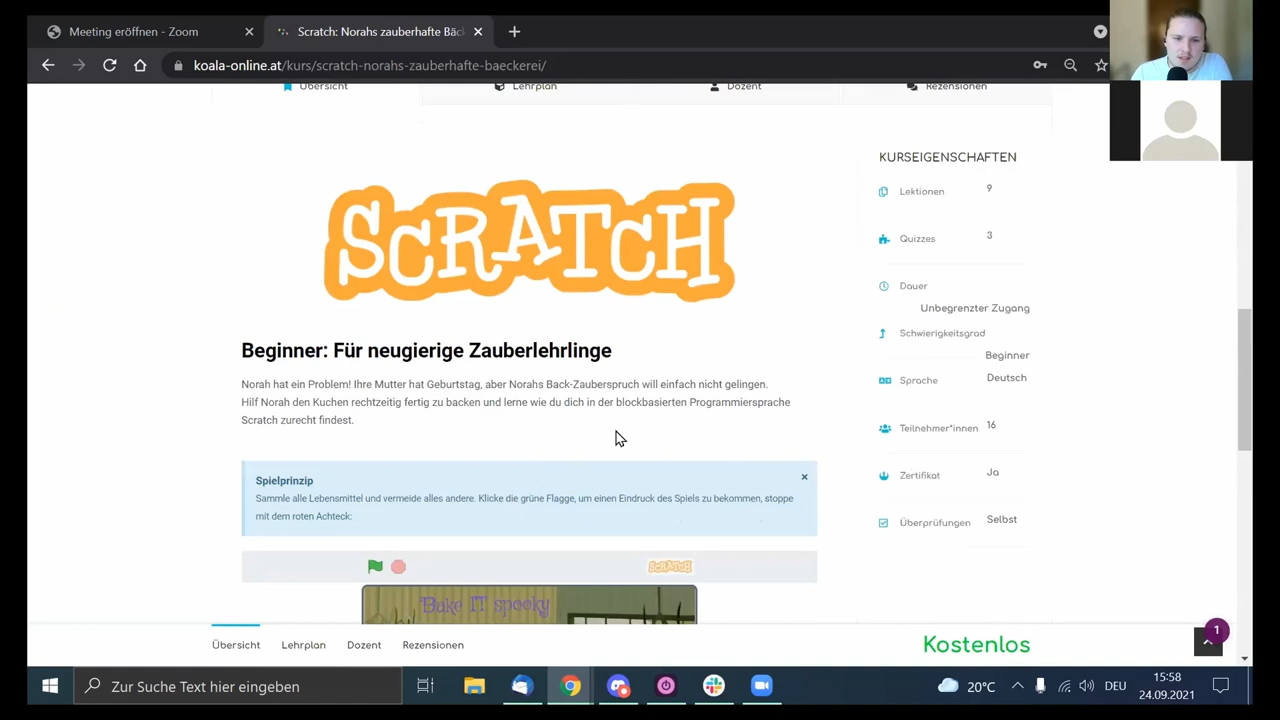 Meeting eröffnen - Zoom
Scratch: Norahs zauberhafte Bäck
koala-online.at/kurs/scratch-norahs-zauberhafte-baeckerei/
Übersicht
Lehrplan
Dozent
Rezensionen
SCRATCH
Beginner: Für neugierige Zauberlehrlinge
Norah hat ein Problem! Ihre Mutter hat Geburtstag, aber Norahs Back-Zauberspruch will einfach nicht gelingen.
Hilf Norah den Kuchen rechtzeitig fertig zu backen und lerne wie du dich in der blockbasierten Programmiersprache
Scratch zurecht findest.
Spielprinzip
Sammle alle Lebensmittel und vermeide alles andere. Klicke die grüne Flagge, um einen Eindruck des Spiels zu bekommen, stoppe
mit dem roten Achteck:
SCRATCH
Bake IT spooky
KURSEIGENSCHAFTEN
Lektionen 9
Quizzes 3
Dauer
Unbegrenzter Zugang
Schwierigkeitsgrad
Beginner
Sprache Deutsch
Teilnehmer*innen 16
Zertifikat Ja
Überprüfungen Selbst
Übersicht
Lehrplan
Dozent
Rezensionen
Kostenlos
1
Zur Suche Text hier eingeben
20°C
DEU
15:58
24.09.2021